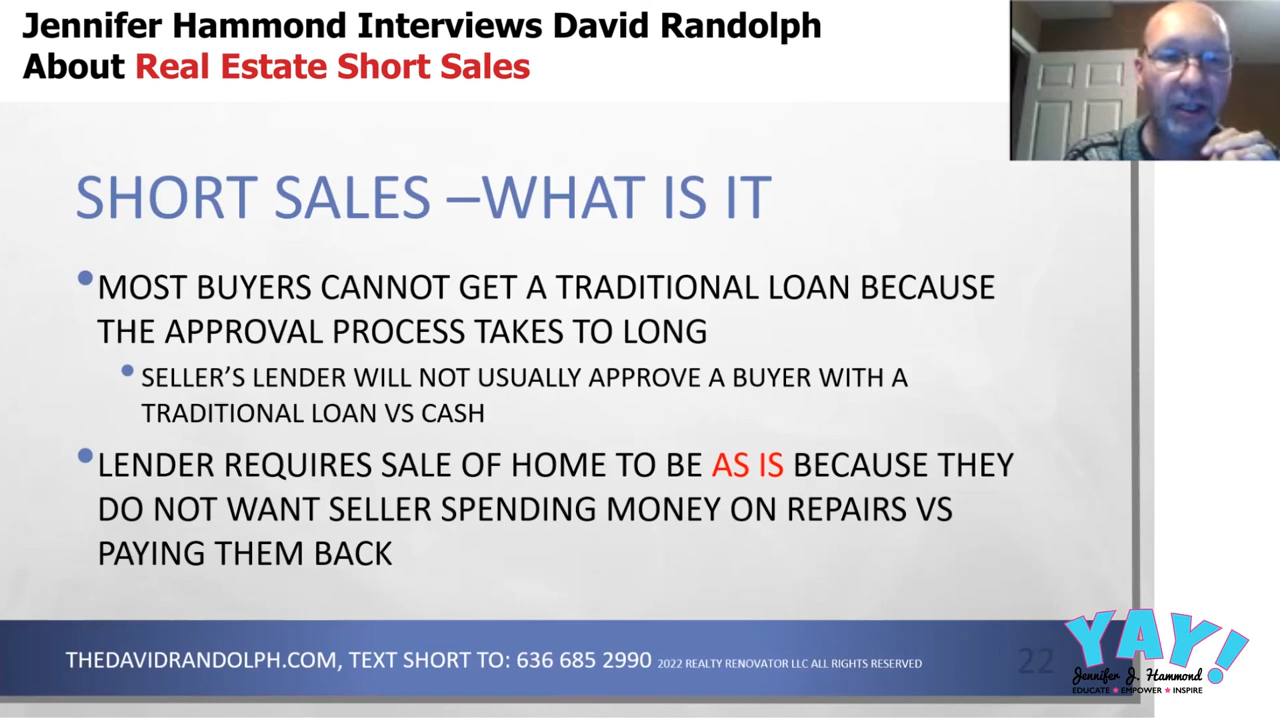 Jennifer Hammond Interviews David Randolph
About Real Estate Short Sales
SHORT SALES –WHAT IS IT
•MOST BUYERS CANNOT GET A TRADITIONAL LOAN BECAUSE
THE APPROVAL PROCESS TAKES TO LONG
•SELLER’S LENDER WILL NOT USUALLY APPROVE A BUYER WITH A
TRADITIONAL LOAN VS CASH
•LENDER REQUIRES SALE OF HOME TO BE AS IS BECAUSE THEY
DO NOT WANT SELLER SPENDING MONEY ON REPAIRS VS
PAYING THEM BACK
THEDAVIDRANDOLPH.COM, TEXT SHORT TO: 636 685 2990 2022 REALTY RENOVATOR LLC ALL RIGHTS RESERVED
22
YAY!
Jennifer J. Hammond
EDUCATE ★ EMPOWER ★ INSPIRE